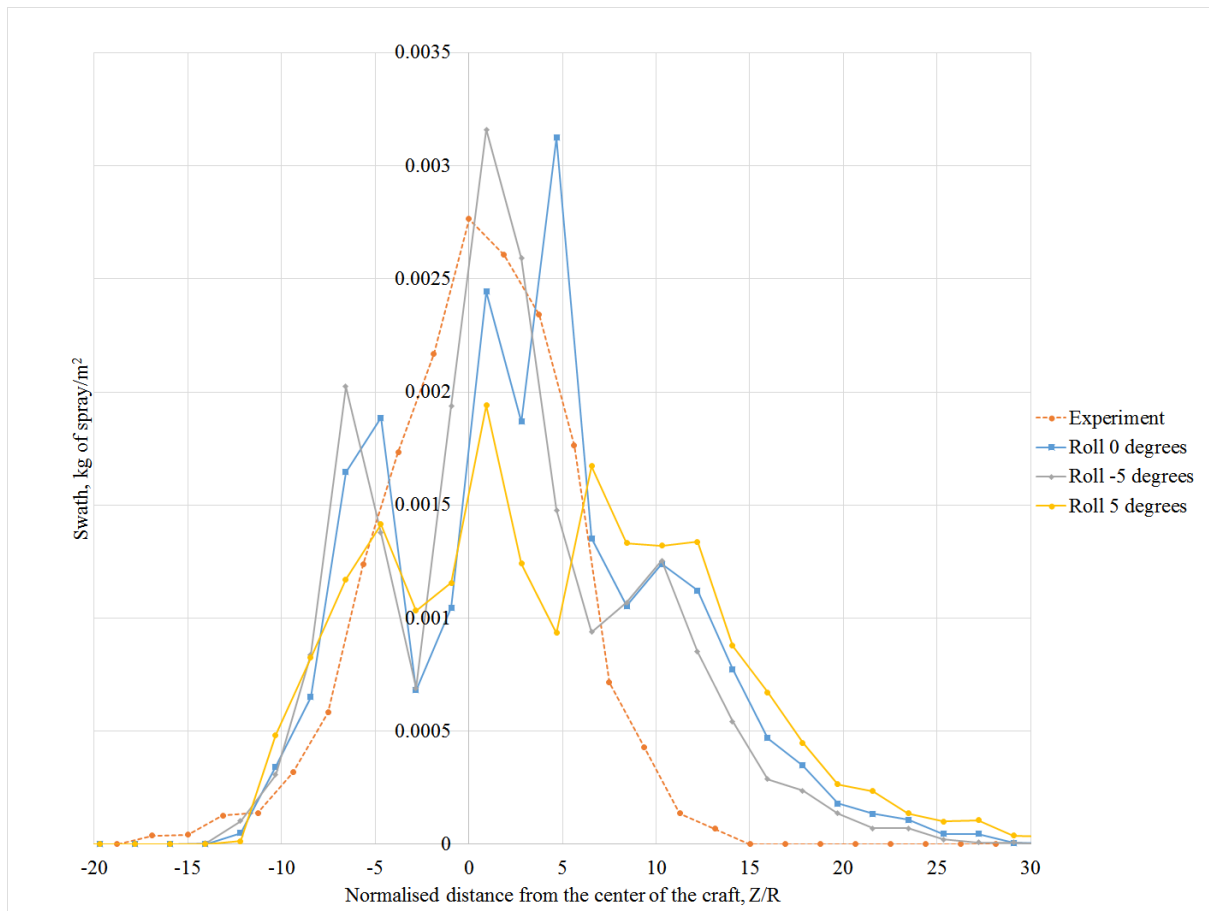 0.0035
0.003
0.0025
0.002
0.0015
0.001
0.0005
0
Swath, kg of spray/m²
-20 -15 -10 -5 0 5 10 15 20 25 30
Normalised distance from the center of the craft, Z/R
Experiment
Roll 0 degrees
Roll -5 degrees
Roll 5 degrees